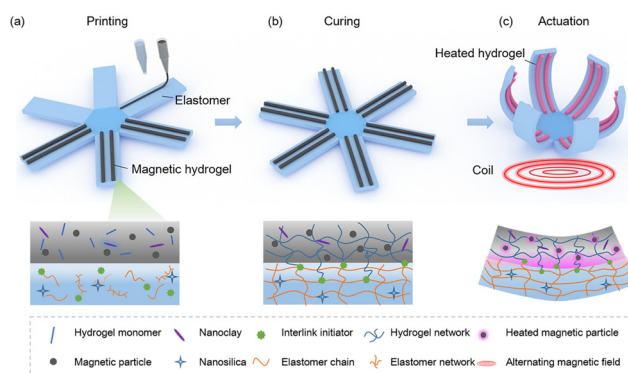 (a) Printing
(b) Curing
(c) Actuation
Elastomer
Magnetic hydrogel
Heated hydrogel
Coil
Hydrogel monomer Nanoclay Interlink initiator Hydrogel network Heated magnetic particle
Magnetic particle Nanosilica Elastomer chain Elastomer network Alternating magnetic field